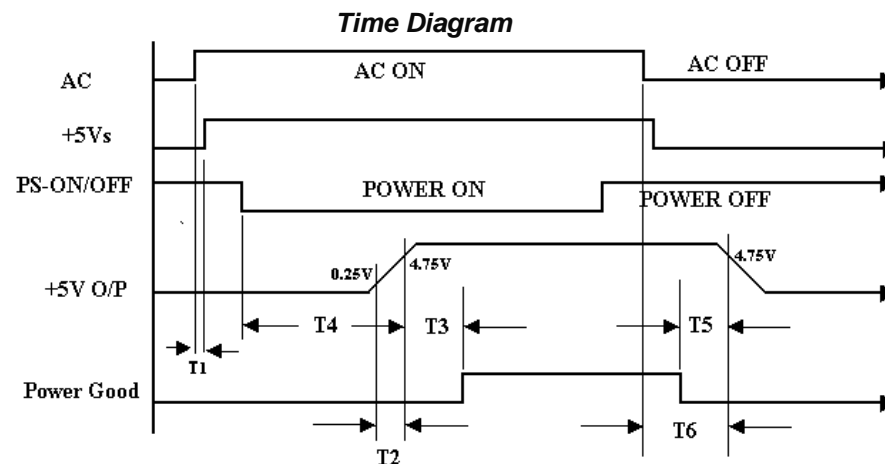 Time Diagram
AC
AC ON
AC OFF
+5Vs
PS-ON/OFF
POWER ON
POWER OFF
+5V O/P
0.25V
4.75V
4.75V
T4
T3
T5
T1
Power Good
T2
T6